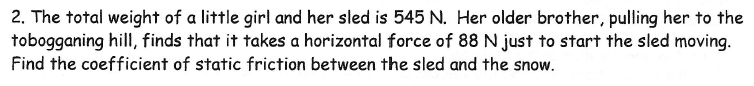 2. The total weight of a little girl and her sled is 545 N. Her older brother, pulling her to the
tobogganing hill, finds that it takes a horizontal force of 88 N just to start the sled moving.
Find the coefficient of static friction between the sled and the snow.